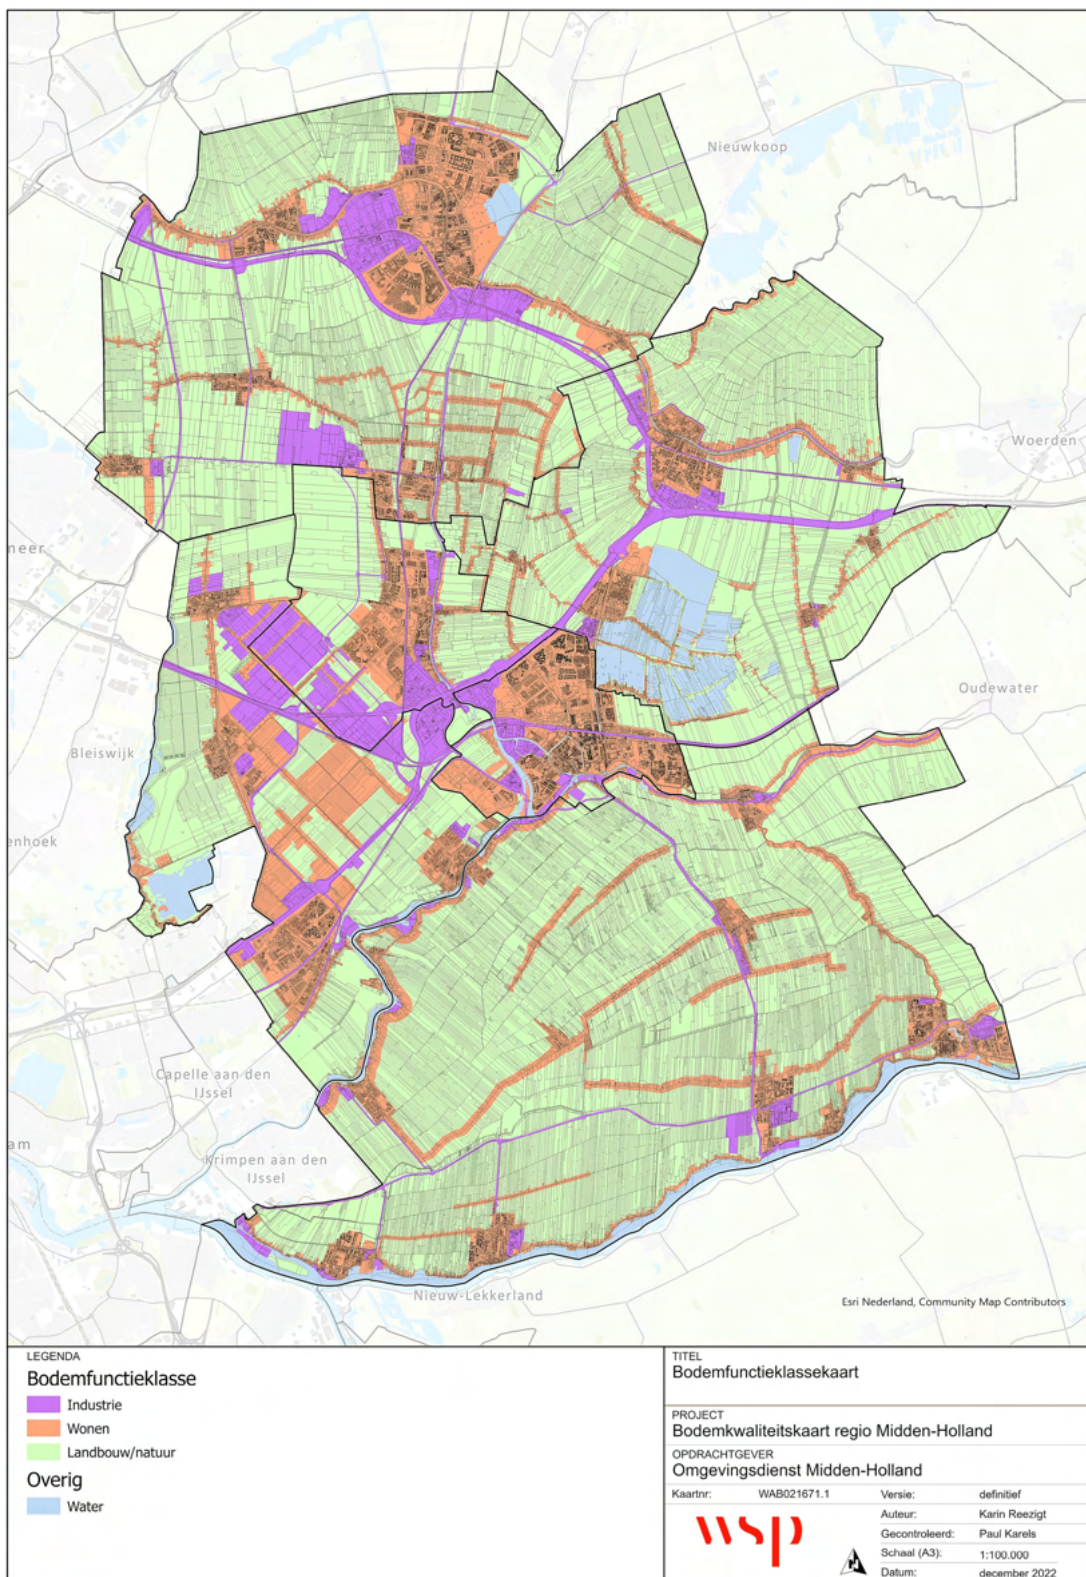 Nieuwkoop
Woerden
neer
Oudewater
Bleiswijk
enhoek
Capelle aan den
IJssel
am
Krimpen aan den
IJssel
Nieuw-Lekkerland
Esri Nederland, Community Map Contributors
LEGENDA
Bodemfunctieklasse
Industrie
Wonen
Landbouw/natuur
Overig
Water
TITEL
Bodemfunctieklassekaart
PROJECT
Bodemkwaliteitskaart regio Midden-Holland
OPDRACHTGEVER
Omgevingsdienst Midden-Holland
Kaartnr: WAB021671.1 Versie: definitief
Auteur: Karin Reezigt
Gecontroleerd: Paul Karels
Schaal (A3): 1:100.000
Datum: december 2022
wsp